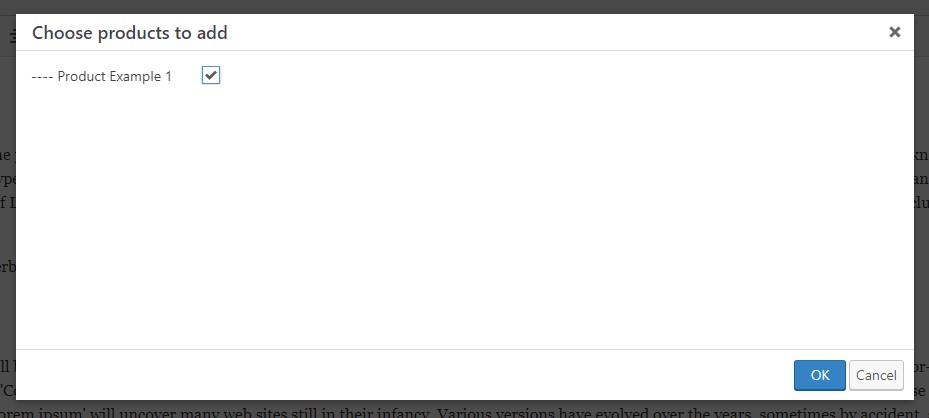 Choose products to add
---- Product Example 1
OK
Cancel
erb
orem ipsum' will uncover many web sites still in their infancy. Various versions have evolved over the years, sometimes by accident